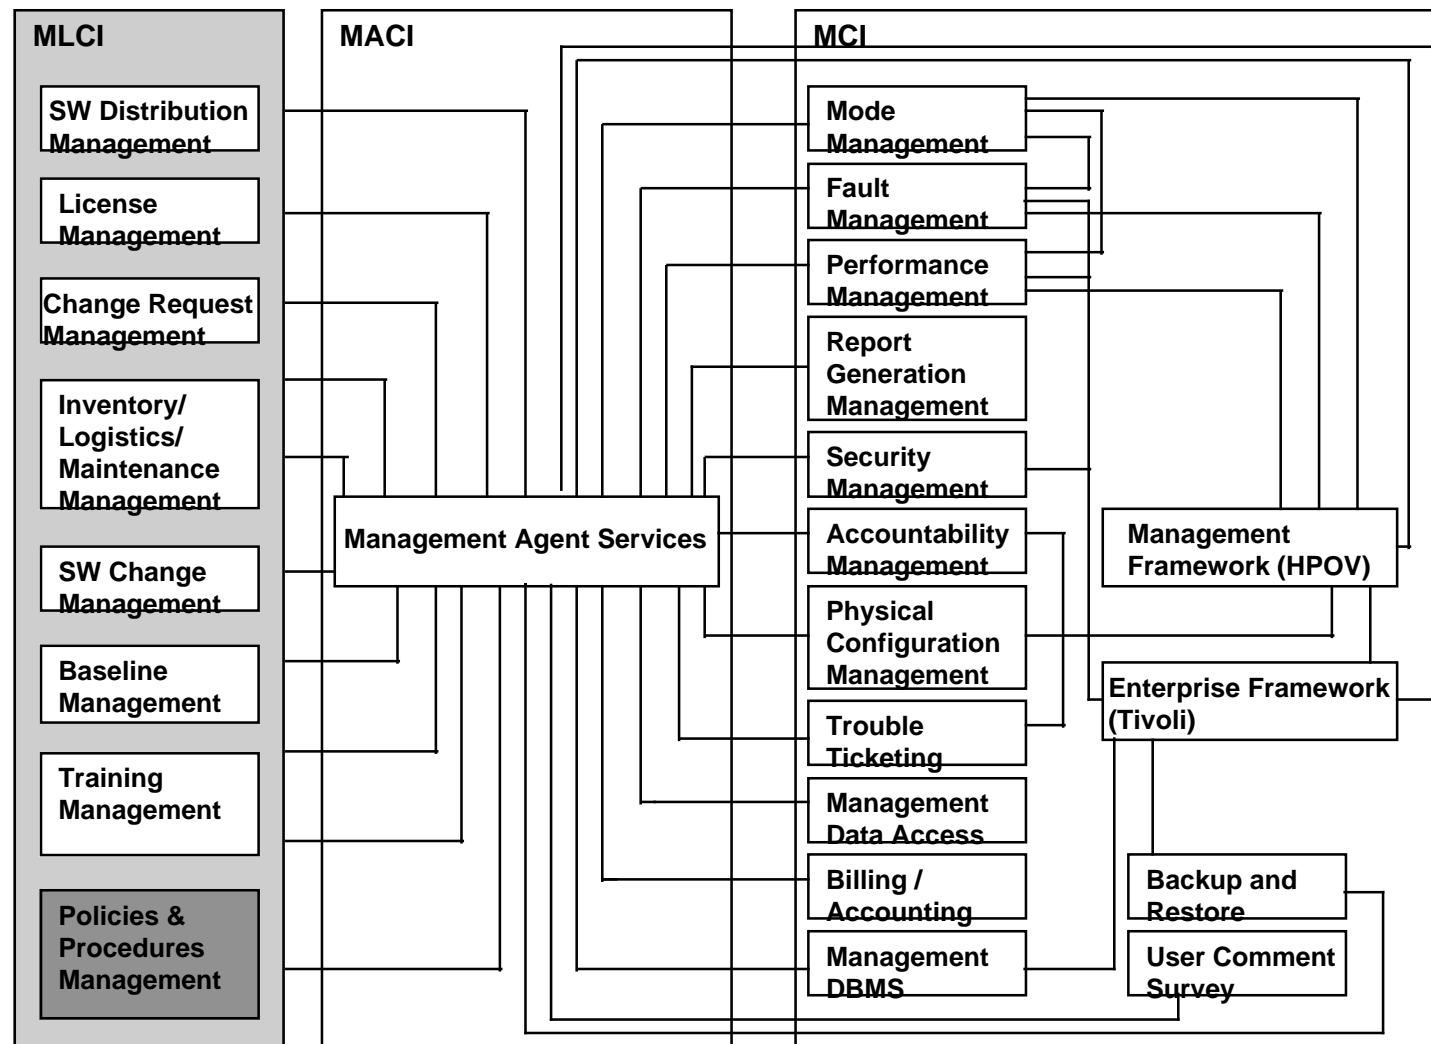 MLCI
SW Distribution
Management
License
Management
Change Request
Management
Inventory/
Logistics/
Maintenance
Management
SW Change
Management
Baseline
Management
Training
Management
Policies &
Procedures
Management
MACI
Management Agent Services
MCI
Mode
Management
Fault
Management
Performance
Management
Report
Generation
Management
Security
Management
Accountability
Management
Physical
Configuration
Management
Trouble
Ticketing
Management
Data Access
Billing /
Accounting
Management
DBMS
Management
Framework (HPOV)
Enterprise Framework
(Tivoli)
Backup and
Restore
User Comment
Survey